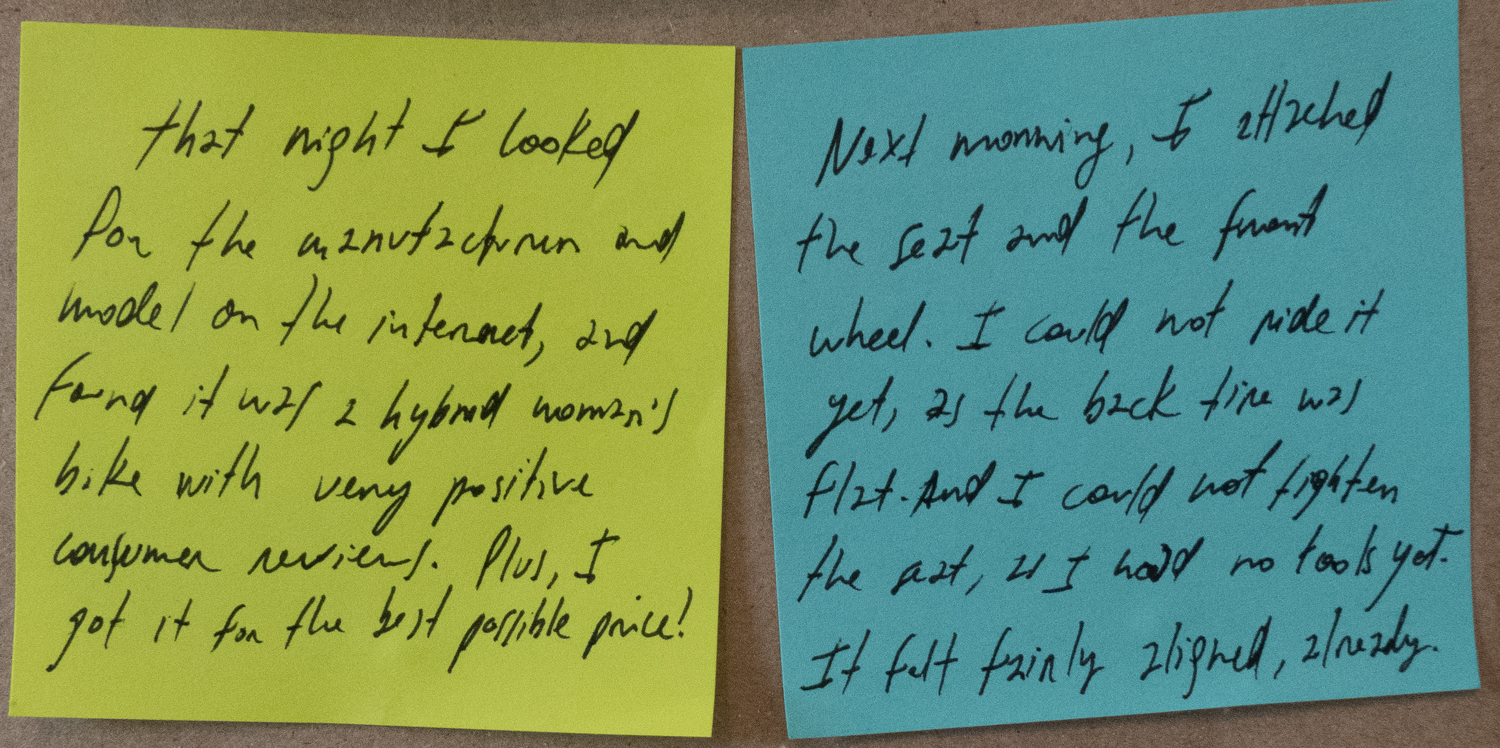 that night I looked
for the manufacturer and
model on the internet, and
found it was a hybrid woman's
bike with very positive
consumer reviews. Plus, I
got it for the best possible price!
Next morning, I attached
the seat and the front
wheel. I could not ride it
yet, as the back tire was
flat. And I could not tighten
the seat, as I had no tools yet.
It felt fairly aligned, already.